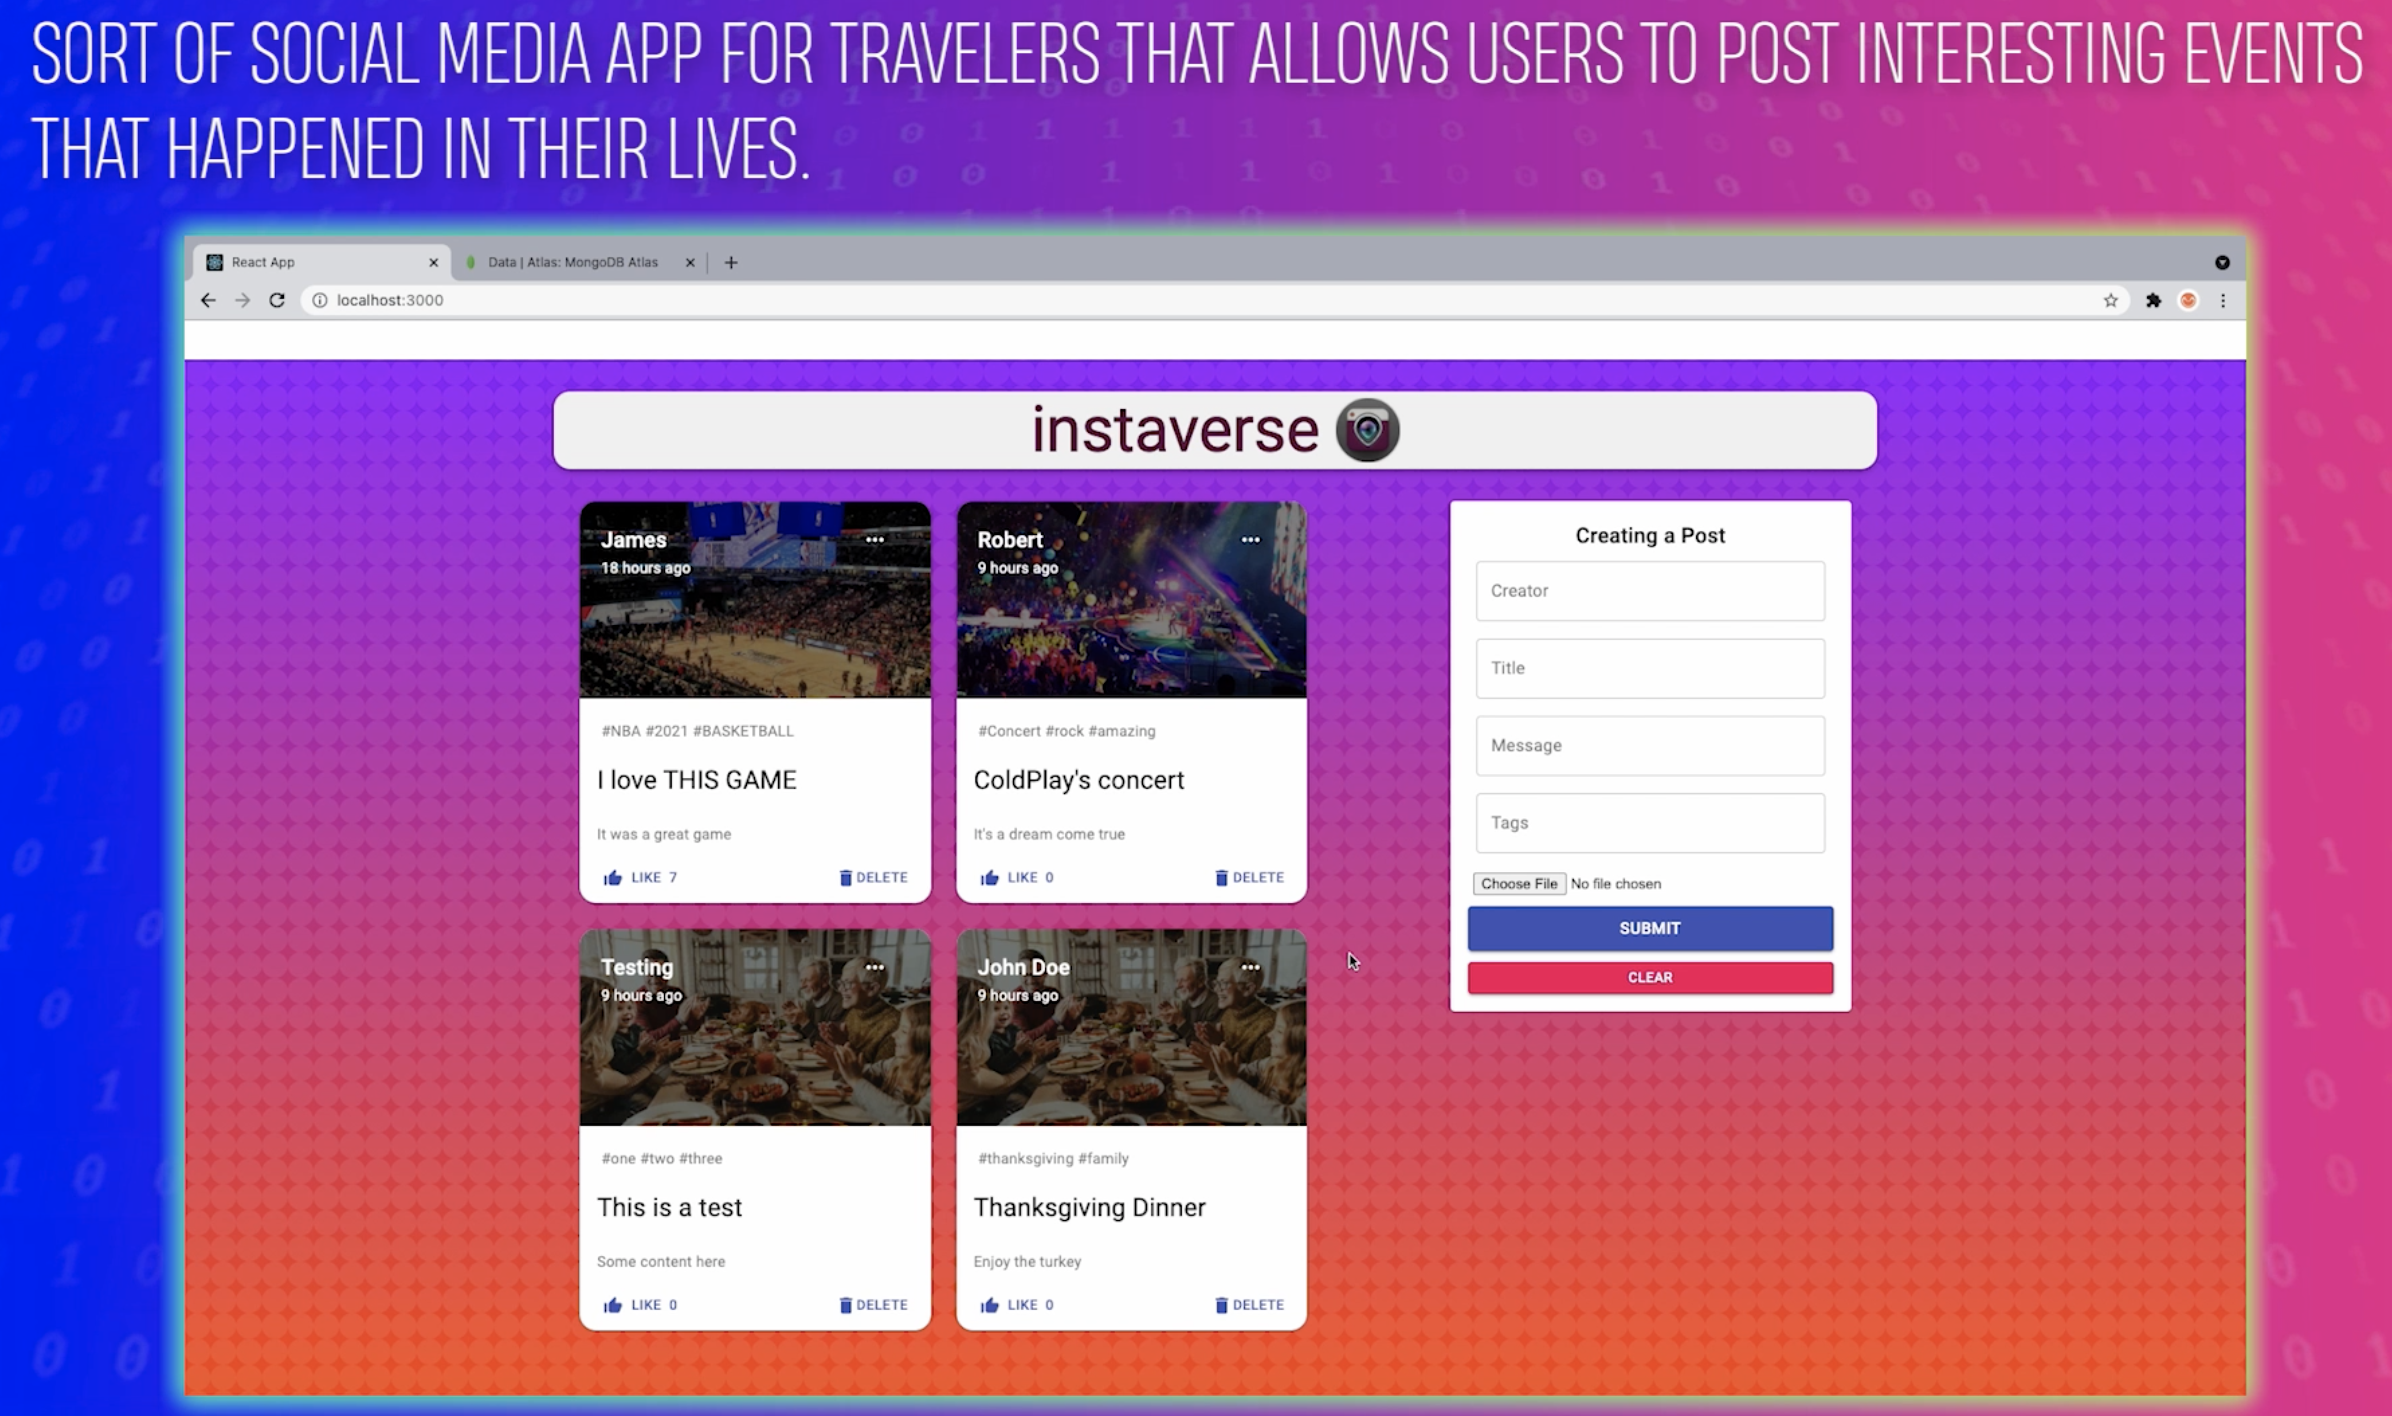 SORT OF SOCIAL MEDIA APP FOR TRAVELERS THAT ALLOWS USERS TO POST INTERESTING EVENTS
THAT HAPPENED IN THEIR LIVES.
React App
Data | Atlas: MongoDB Atlas
localhost:3000
instaverse
James
18 hours ago
#NBA #2021 #BASKETBALL
I love THIS GAME
It was a great game
LIKE 7 DELETE
Robert
9 hours ago
#Concert #rock #amazing
ColdPlay's concert
It's a dream come true
LIKE 0 DELETE
Testing
9 hours ago
#one #two #three
This is a test
Some content here
LIKE 0 DELETE
John Doe
9 hours ago
#thanksgiving #family
Thanksgiving Dinner
Enjoy the turkey
LIKE 0 DELETE
Creating a Post
Creator
Title
Message
Tags
Choose File No file chosen
SUBMIT
CLEAR